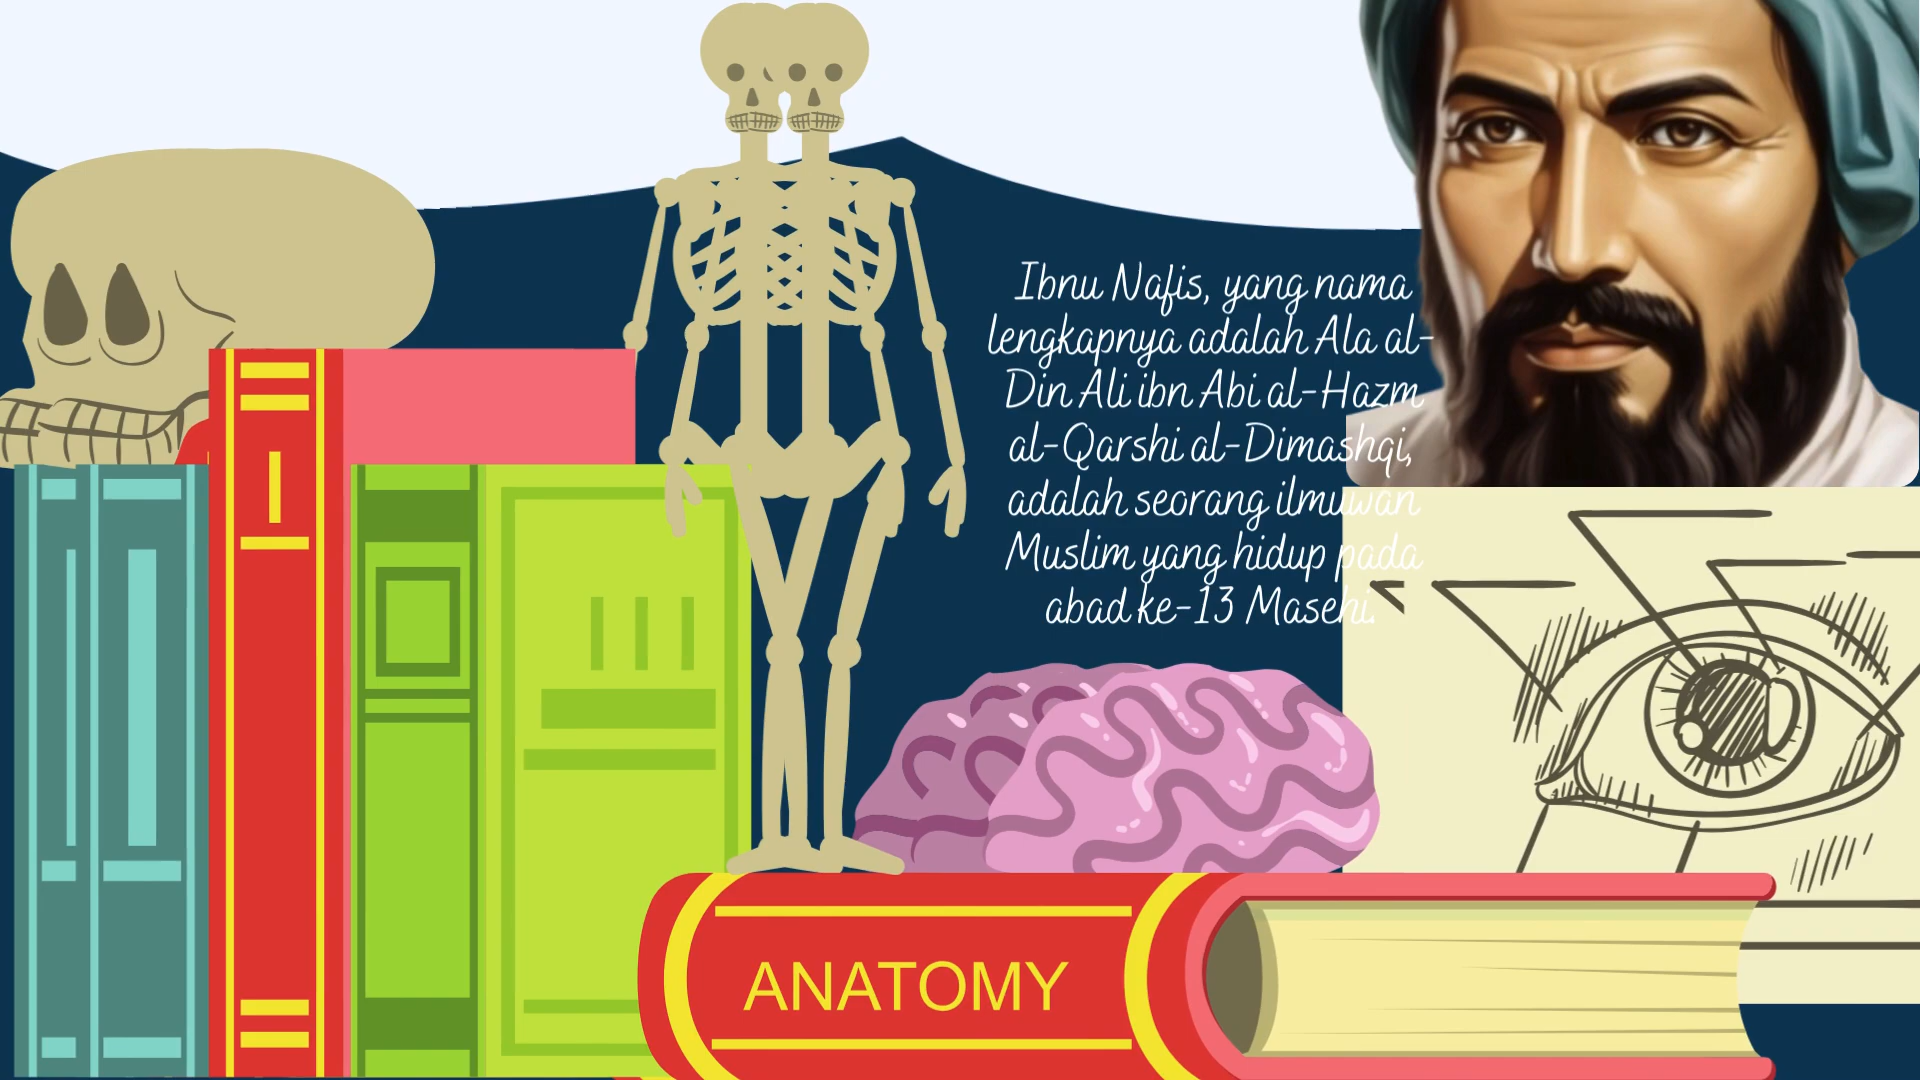 Ibnu Nafis, yang nama
lengkapnya adalah Ala al-
Din Ali ibn Abi al-Hazm
al-Qarshi al-Dimashqi,
adalah seorang ilmuwan
Muslim yang hidup pada
abad ke-13 Masehi.
ANATOMY